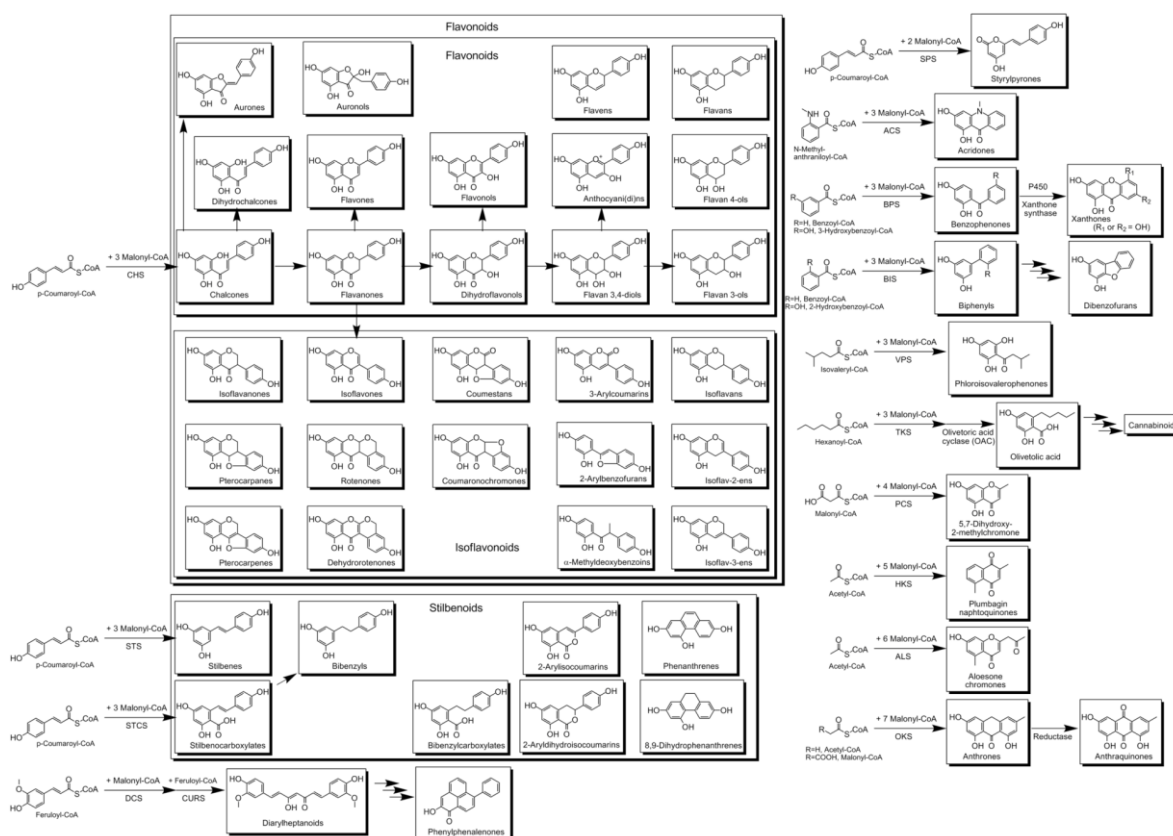 Flavonoids
Flavonoids
Aurones
Auronols
Flavens
Flavans
Dihydrochalcones
Flavones
Flavonols
Anthocyani(di)ns
Flavan 4-ols
p-Coumaroyl-CoA
+ 3 Malonyl-CoA
CHS
Chalcones
Flavanones
Dihydroflavonols
Flavan 3,4-diols
Flavan 3-ols
Isoflavanones
Isoflavones
Coumestans
3-Arylcoumarins
Isoflavans
Pterocarpanes
Rotenones
Coumaronochromones
2-Arylbenzofurans
Isoflav-2-ens
Pterocarpenes
Dehydrorotenones
Isoflavonoids
α-Methyldeoxybenzoins
Isoflav-3-ens
Stilbenoids
p-Coumaroyl-CoA
+ 3 Malonyl-CoA
STS
Stilbenes
Bibenzyls
2-Arylisocoumarins
Phenanthrenes
p-Coumaroyl-CoA
+ 3 Malonyl-CoA
STCS
Stilbenocarboxylates
Bibenzylcarboxylates
2-Aryldihydroisocoumarins
8,9-Dihydrophenanthrenes
Feruloyl-CoA
+ Malonyl-CoA
DCS
+ Feruloyl-CoA
CURS
Diarylheptanoids
Phenylphenalenones
p-Coumaroyl-CoA
+ 2 Malonyl-CoA
SPS
Styrylpyrones
N-Methyl-
anthraniloyl-CoA
+ 3 Malonyl-CoA
ACS
Acridones
R=H, Benzoyl-CoA
R=OH, 3-Hydroxybenzoyl-CoA
+ 3 Malonyl-CoA
BPS
Benzophenones
P450
Xanthone
synthase
Xanthones
(R1 or R2 = OH)
R=H, Benzoyl-CoA
R=OH, 2-Hydroxybenzoyl-CoA
+ 3 Malonyl-CoA
BIS
Biphenyls
Dibenzofurans
Isovaleryl-CoA
+ 3 Malonyl-CoA
VPS
Phloroisovalerophenones
Hexanoyl-CoA
+ 3 Malonyl-CoA
TKS
Olivetoric acid
cyclase (OAC)
Olivetolic acid
Cannabinoid
Malonyl-CoA
+ 4 Malonyl-CoA
PCS
5,7-Dihydroxy-
2-methylchromone
Acetyl-CoA
+ 5 Malonyl-CoA
HKS
Plumbagin
naphtoquinones
Acetyl-CoA
+ 6 Malonyl-CoA
ALS
Aloesone
chromones
R=H, Acetyl-CoA
R=COOH, Malonyl-CoA
+ 7 Malonyl-CoA
OKS
Anthrones
Reductase
Anthraquinones